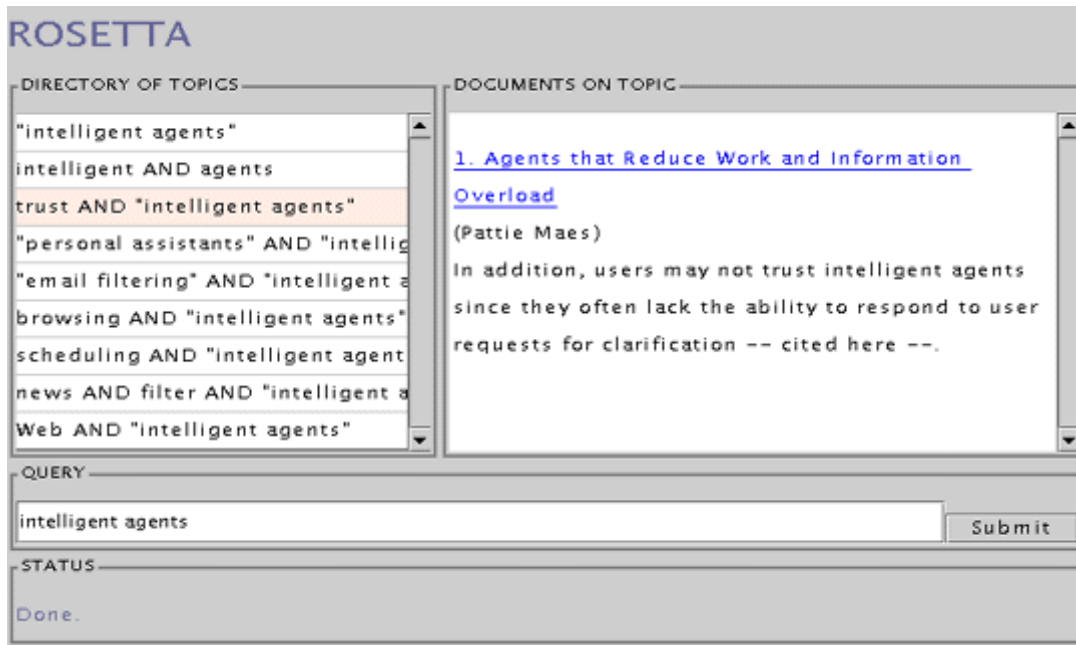 ROSETTA
DIRECTORY OF TOPICS
"intelligent agents"
intelligent AND agents
trust AND "intelligent agents"
"personal assistants" AND "intellig
"email filtering" AND "intelligent a
browsing AND "intelligent agents"
scheduling AND "intelligent agent
news AND filter AND "intelligent a
Web AND "intelligent agents"
DOCUMENTS ON TOPIC
1. Agents that Reduce Work and Information
Overload
(Pattie Maes)
In addition, users may not trust intelligent agents
since they often lack the ability to respond to user
requests for clarification -- cited here --.
QUERY
intelligent agents
Submit
STATUS
Done.